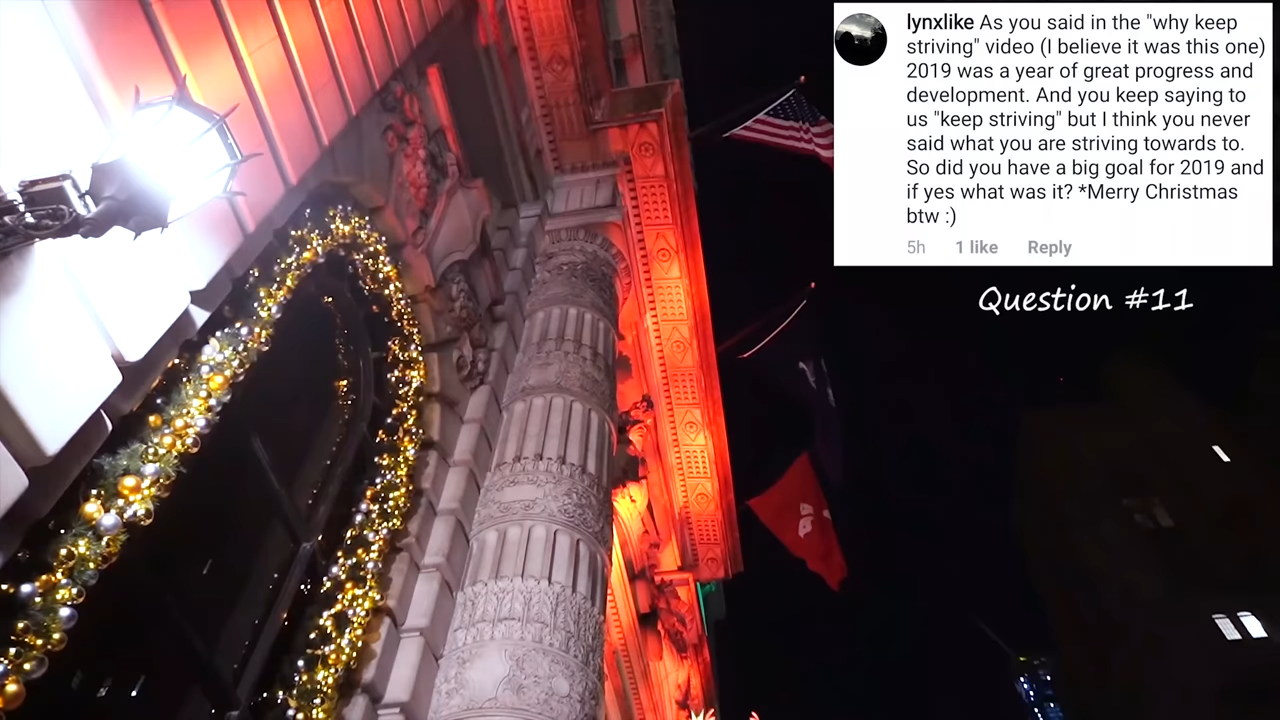 lynxlike As you said in the "why keep
striving" video (I believe it was this one)
2019 was a year of great progress and
development. And you keep saying to
us "keep striving" but I think you never
said what you are striving towards to.
So did you have a big goal for 2019 and
if yes what was it? *Merry Christmas
btw :)
5h 1 like Reply
Question #11